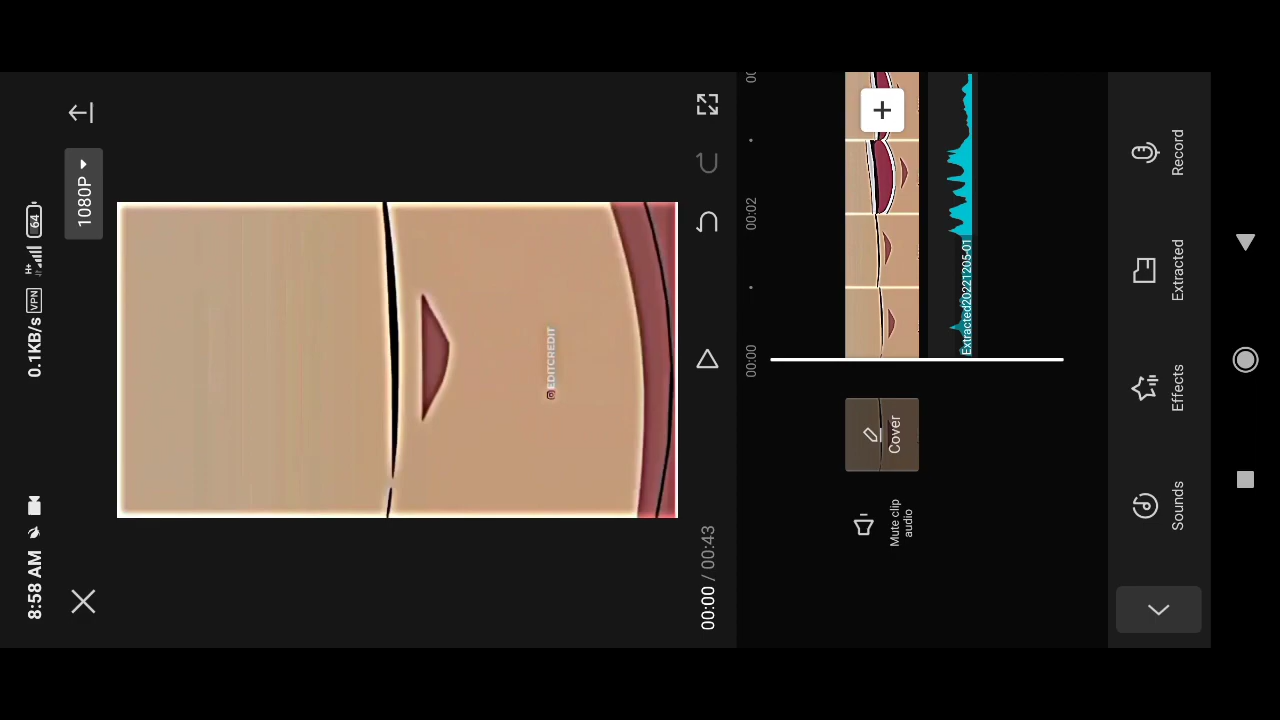 8:58 AM
0.1KB/s VPN H+ 64
1080P
EDITCREDIT
00:00 / 00:43
00:00
00:02
Cover
Mute clip
audio
Extracted20221205-01
Sounds
Effects
Extracted
Record